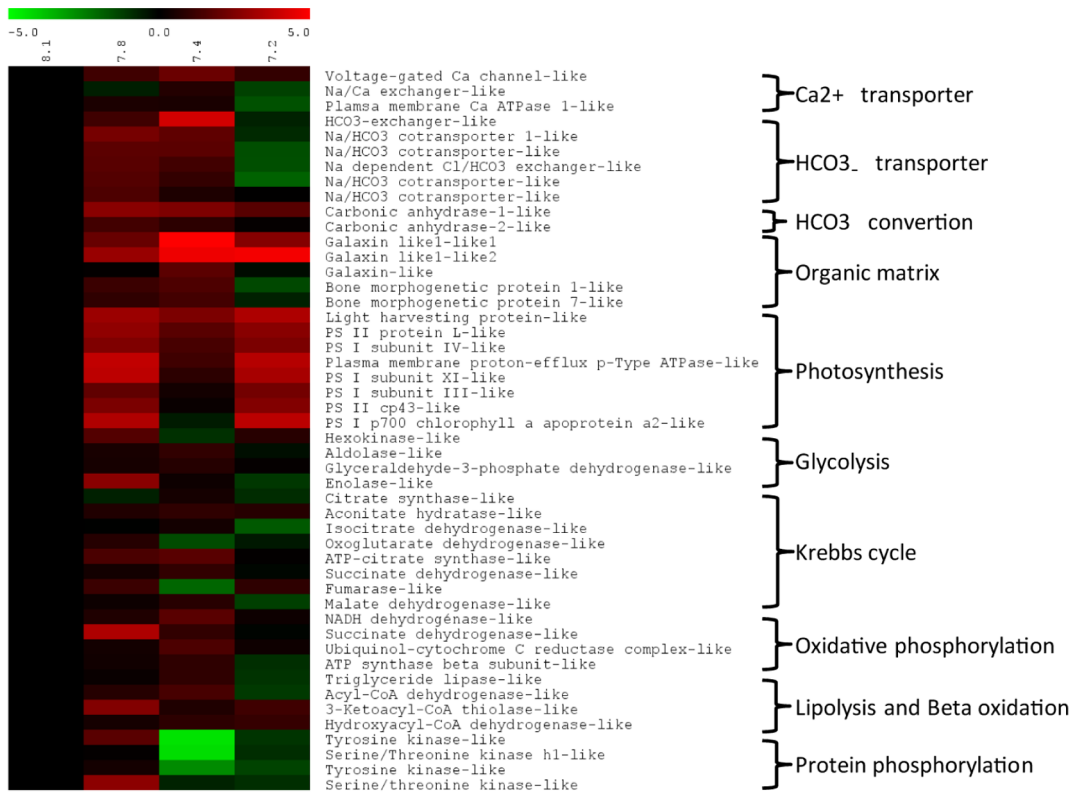 -5.0 0.0 5.0
8.1 7.8 7.4 7.2
Voltage-gated Ca channel-like
Na/Ca exchanger-like
Plamsa membrane Ca ATPase 1-like
HCO3-exchanger-like
Na/HCO3 cotransporter 1-like
Na/HCO3 cotransporter-like
Na dependent Cl/HCO3 exchanger-like
Na/HCO3 cotransporter-like
Na/HCO3 cotransporter-like
Carbonic anhydrase-1-like
Carbonic anhydrase-2-like
Galaxin like1-like1
Galaxin like1-like2
Galaxin-like
Bone morphogenetic protein 1-like
Bone morphogenetic protein 7-like
Light harvesting protein-like
PS II protein L-like
PS I subunit IV-like
Plasma membrane proton-efflux p-Type ATPase-like
PS I subunit XI-like
PS I subunit III-like
PS II cp43-like
PS I p700 chlorophyll a apoprotein a2-like
Hexokinase-like
Aldolase-like
Glyceraldehyde-3-phosphate dehydrogenase-like
Enolase-like
Citrate synthase-like
Aconitate hydratase-like
Isocitrate dehydrogenase-like
Oxoglutarate dehydrogenase-like
ATP-citrate synthase-like
Succinate dehydrogenase-like
Fumarase-like
Malate dehydrogenase-like
NADH dehydrogénase-like
Succinate dehydrogenase-like
Ubiquinol-cytochrome C reductase complex-like
ATP synthase beta subunit-like
Triglyceride lipase-like
Acyl-CoA dehydrogenase-like
3-Ketoacyl-CoA thiolase-like
Hydroxyacyl-CoA dehydrogenase-like
Tyrosine kinase-like
Serine/Threonine kinase h1-like
Tyrosine kinase-like
Serine/threonine kinase-like
Ca2+ transporter
HCO3- transporter
HCO3 convertion
Organic matrix
Photosynthesis
Glycolysis
Krebbs cycle
Oxidative phosphorylation
Lipolysis and Beta oxidation
Protein phosphorylation